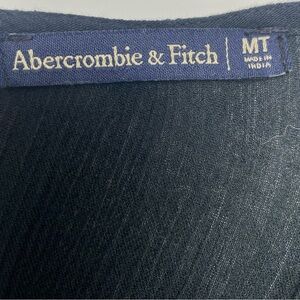 Abercrombie & Fitch | MT
MADE IN
INDIA